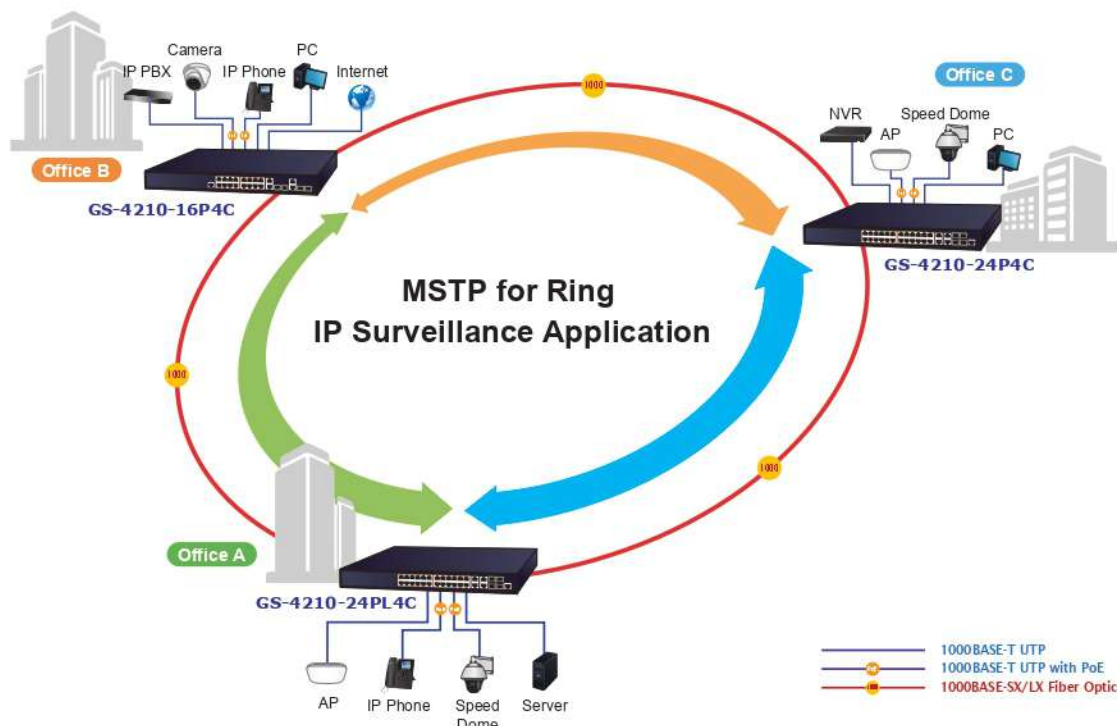 Camera
PC
IP PBX
IP Phone
Internet
Office B
GS-4210-16P4C
1000
Office C
NVR
Speed Dome
AP
PC
GS-4210-24P4C
MSTP for Ring
IP Surveillance Application
1000
1000
Office A
GS-4210-24PL4C
AP
IP Phone
Speed
Dome
Server
1000BASE-T UTP
1000BASE-T UTP with PoE
1000BASE-SX/LX Fiber Optic